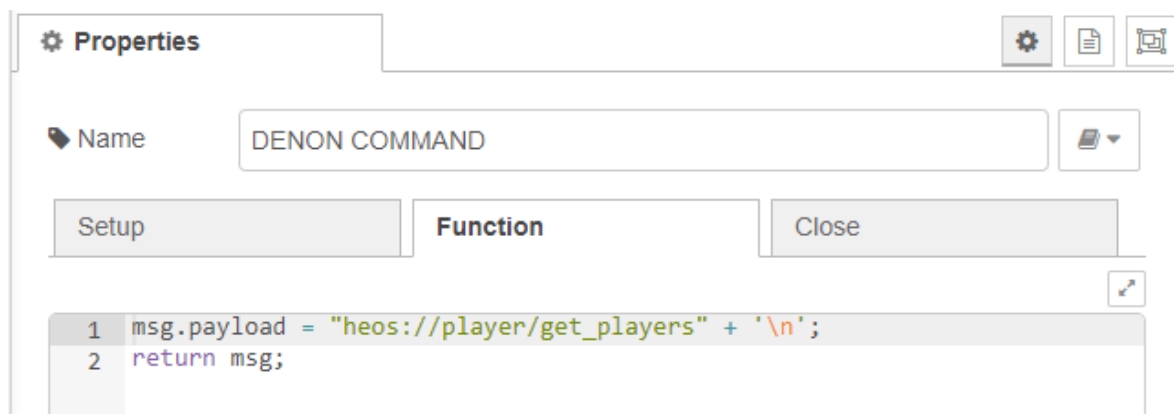 Properties
Name
DENON COMMAND
Setup
Function
Close
1 msg.payload = "heos://player/get_players" + '\n';
2 return msg;